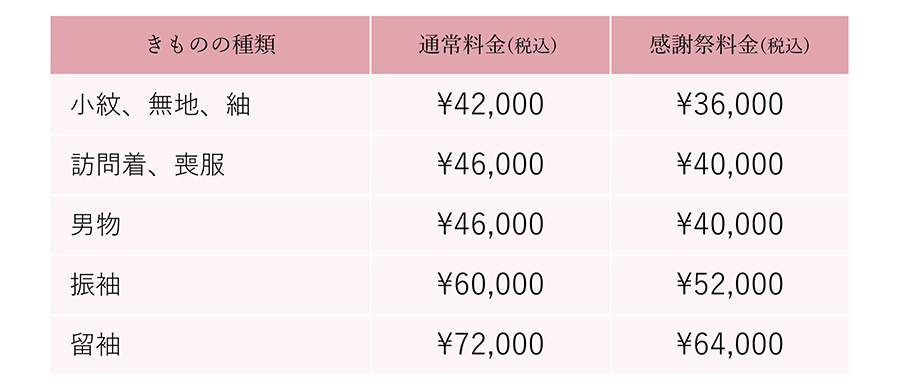 きものの種類 通常料金(税込) 感謝祭料金(税込)
小紋、無地、紬 ¥42,000 ¥36,000
訪問着、喪服 ¥46,000 ¥40,000
男物 ¥46,000 ¥40,000
振袖 ¥60,000 ¥52,000
留袖 ¥72,000 ¥64,000